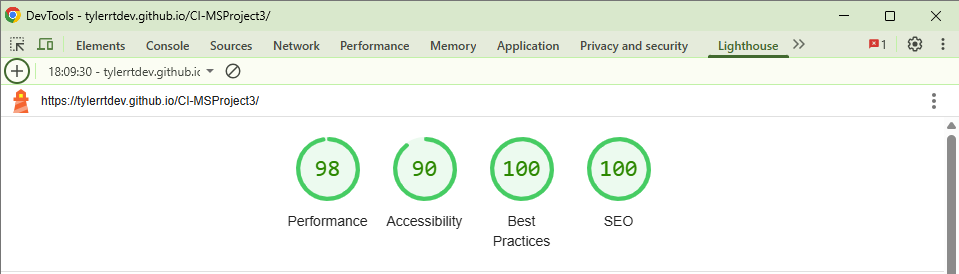 DevTools - tylerrtdev.github.io/CI-MSProject3/
Elements Console Sources Network Performance Memory Application Privacy and security Lighthouse 1
18:09:30 - tylerrtdev.github.ic
https://tylerrtdev.github.io/CI-MSProject3/
98 90 100 100
Performance Accessibility Best Practices SEO